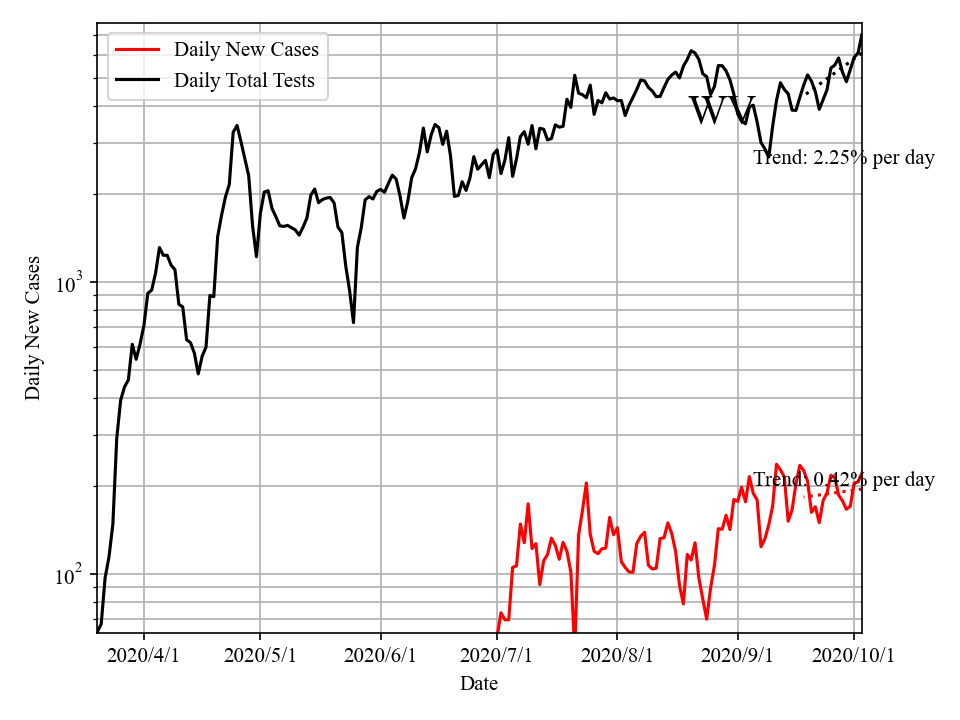 Daily New Cases
Daily Total Tests
WV
Trend: 2.25% per day
Trend: 0.42% per day
Daily New Cases
10³
10²
2020/4/1
2020/5/1
2020/6/1
2020/7/1
2020/8/1
2020/9/1
2020/10/1
Date